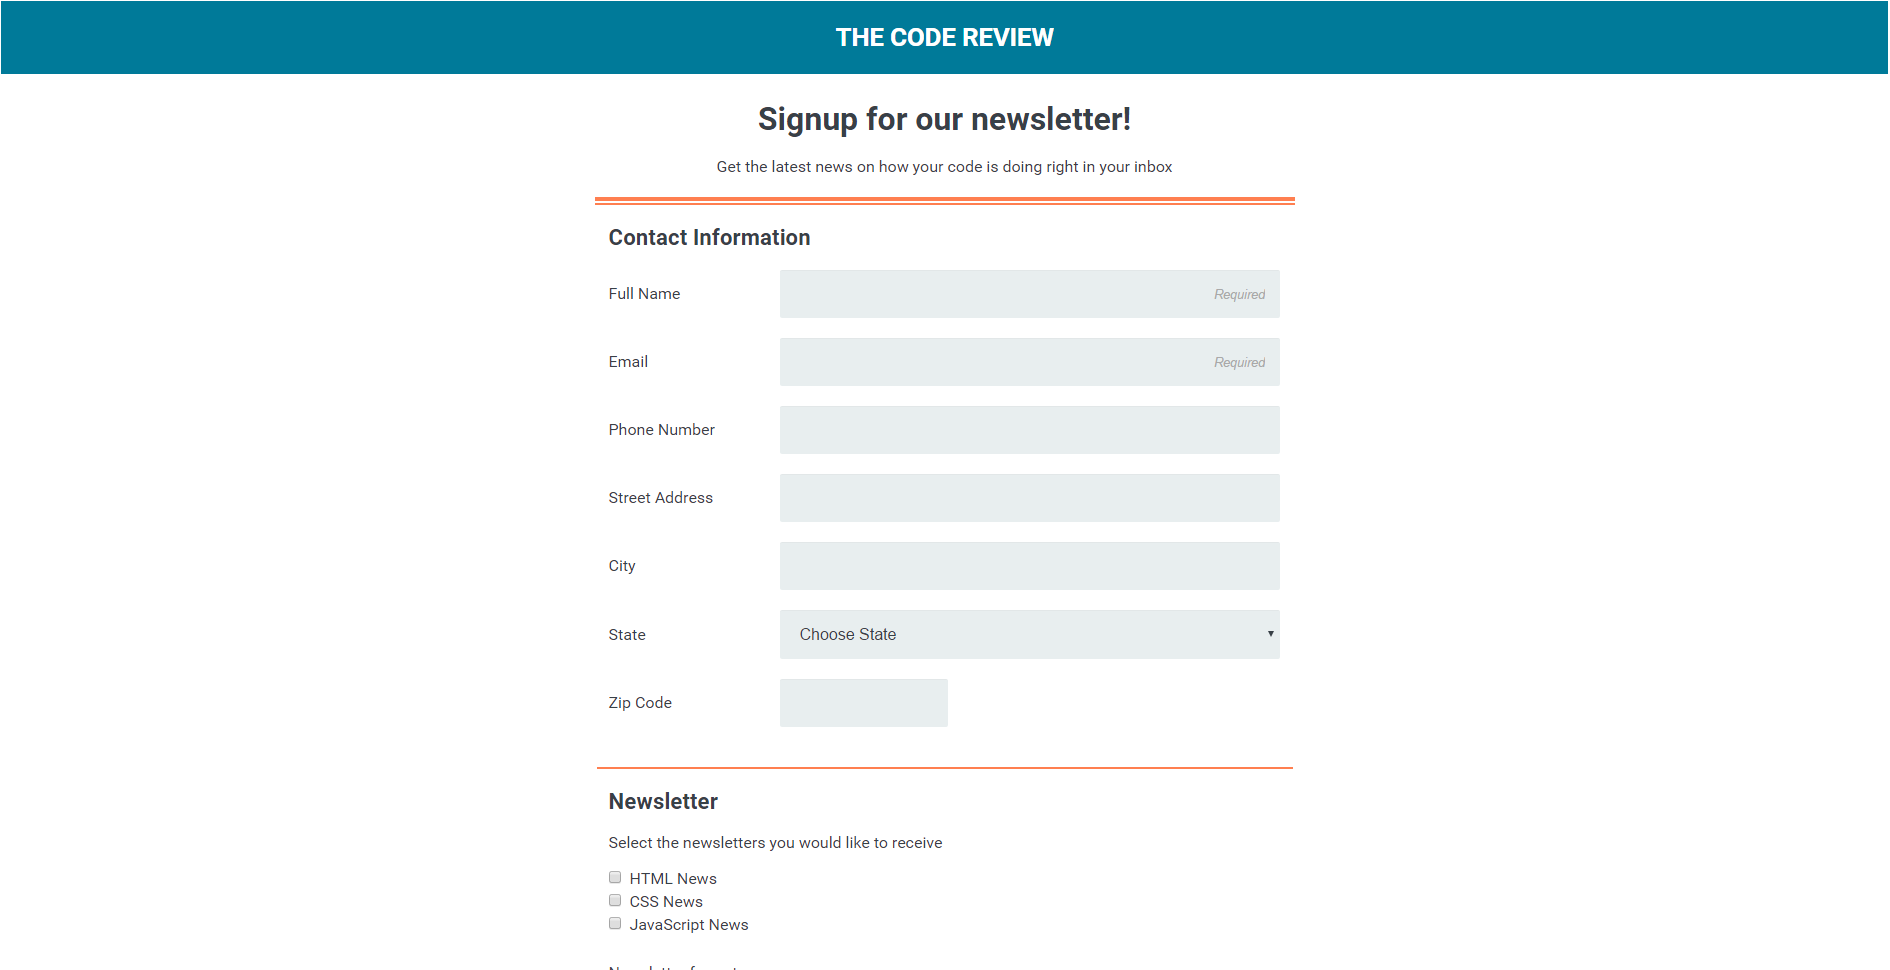 THE CODE REVIEW
Signup for our newsletter!
Get the latest news on how your code is doing right in your inbox
Contact Information
Full Name Required
Email Required
Phone Number
Street Address
City
State Choose State
Zip Code
Newsletter
Select the newsletters you would like to receive
HTML News
CSS News
JavaScript News